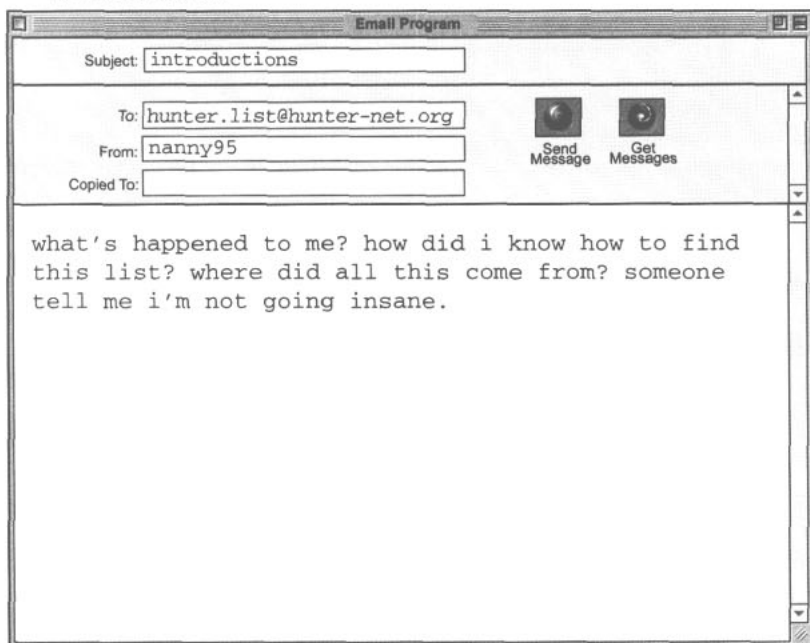 Email Program
Subject: introductions
To: hunter.list@hunter-net.org
From: nanny95
Send Message
Get Messages
Copied To:
what's happened to me? how did i know how to find
this list? where did all this come from? someone
tell me i'm not going insane.